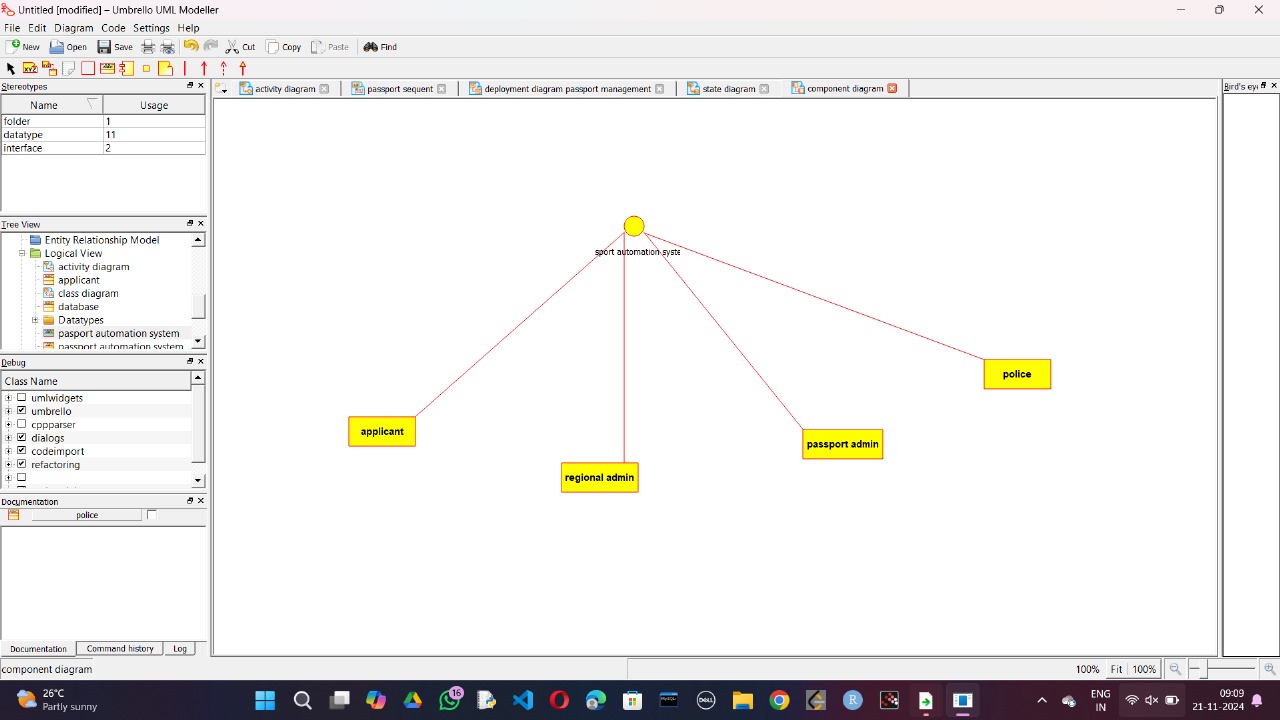 Untitled [modified] – Umbrello UML Modeller
File Edit Diagram Code Settings Help
New Open Save Cut Copy Paste Find
Stereotypes
Name Usage
folder 1
datatype 11
interface 2
Tree View
Entity Relationship Model
Logical View
activity diagram
applicant
class diagram
database
Datatypes
pasport automation system
passport automation system
Debug
Class Name
umlwidgets
umbrello
cppparser
dialogs
codeimport
refactoring
Documentation
police
Documentation Command history Log
component diagram
activity diagram passport sequent deployment diagram passport management state diagram component diagram
sport automation syste
applicant
regional admin
passport admin
police
Bird's eye
100% Fit 100%
26°C
Partly sunny
16
DELL
ENG
IN
09:09
21-11-2024